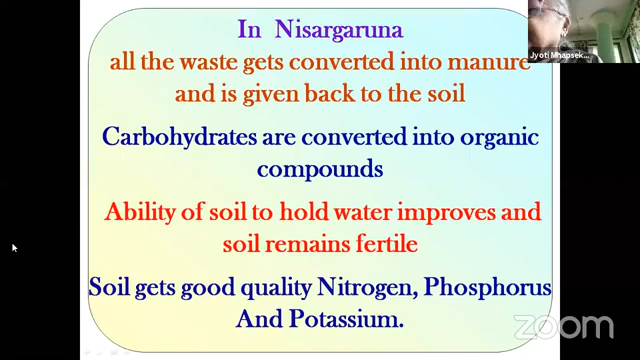 In Nisargaruna
all the waste gets converted into manure
and is given back to the soil
Carbohydrates are converted into organic
compounds
Ability of soil to hold water improves and
soil remains fertile
Soil gets good quality Nitrogen, Phosphorus
And Potassium.
Jyoti Mhapsek...
zoom